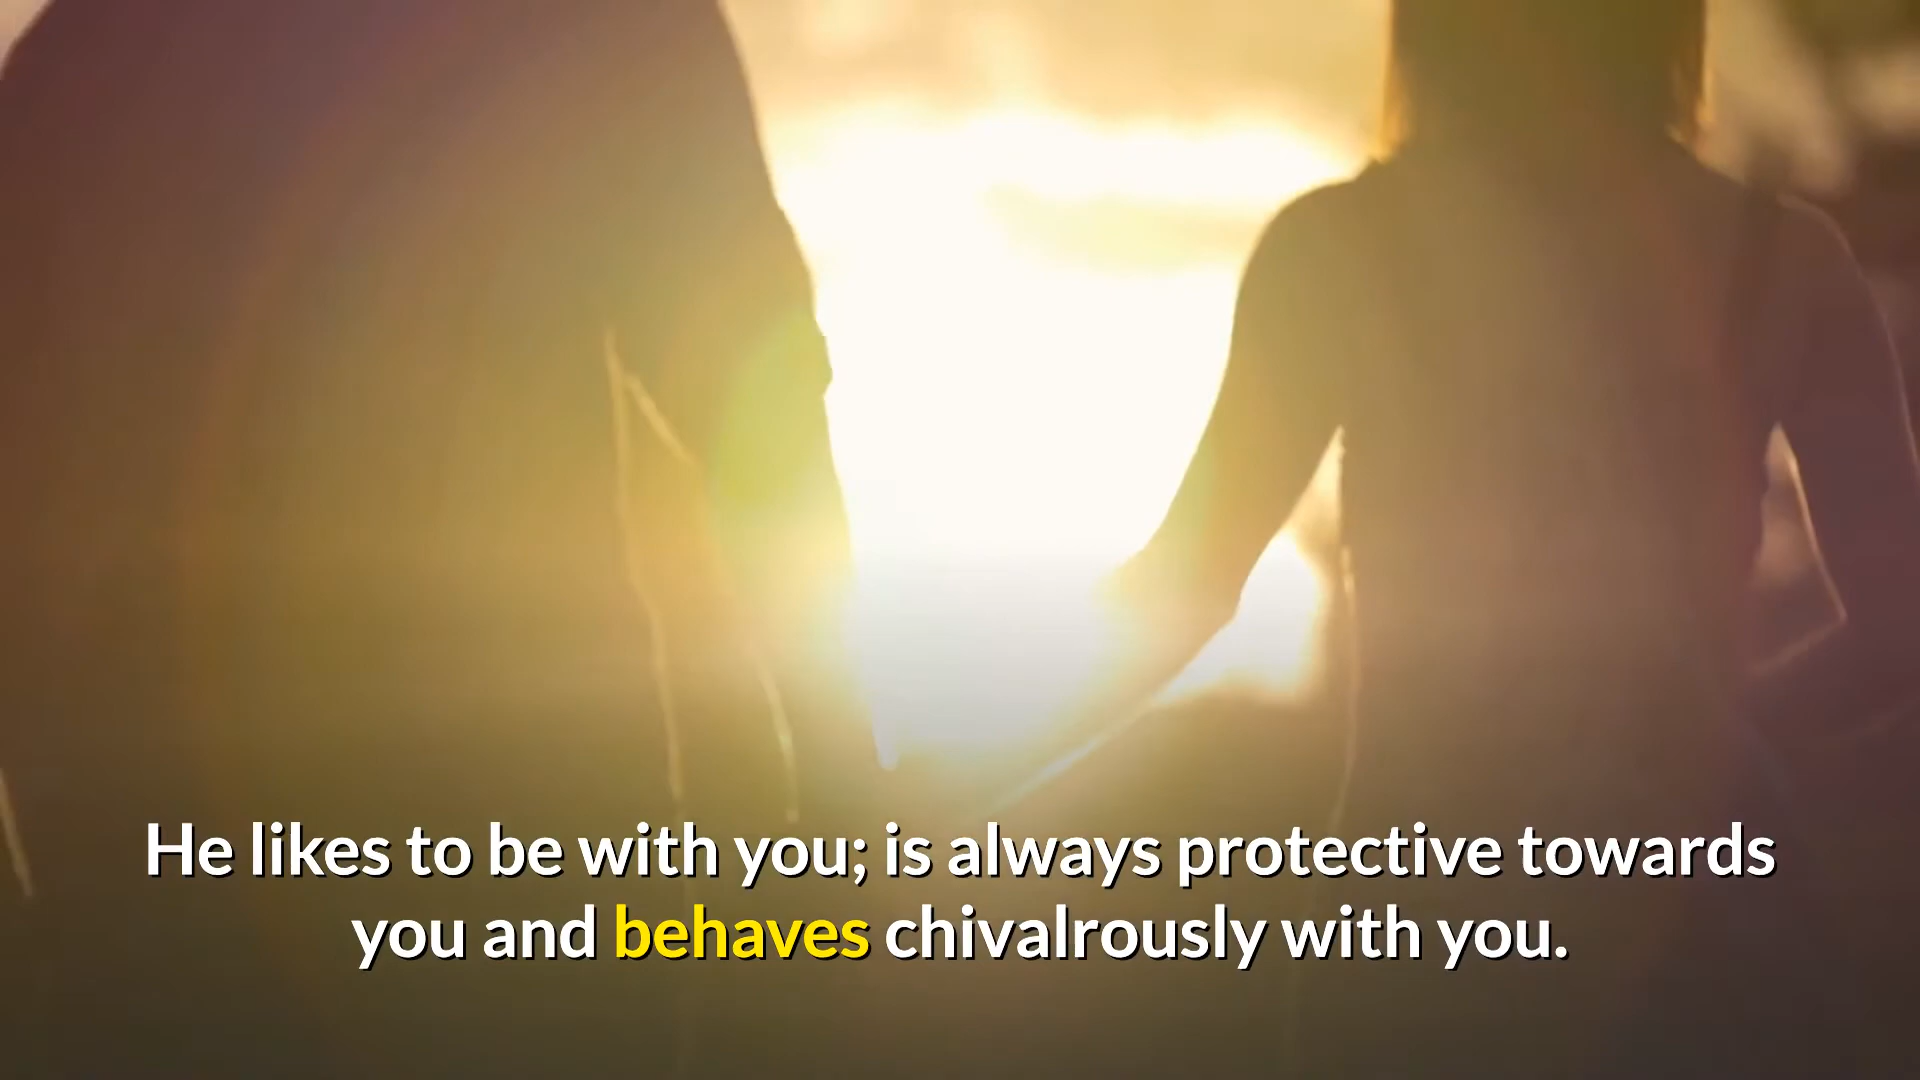 He likes to be with you; is always protective towards
you and behaves chivalrously with you.